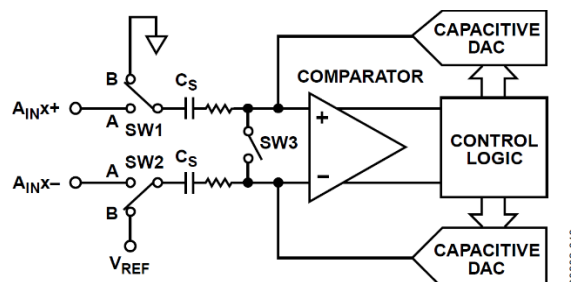 CAPACITIVE
DAC
B
CS
COMPARATOR
AINX+
A
SW1
+
SW3
CONTROL
LOGIC
SW2
CS
AINX−
A
−
B
VREF
CAPACITIVE
DAC